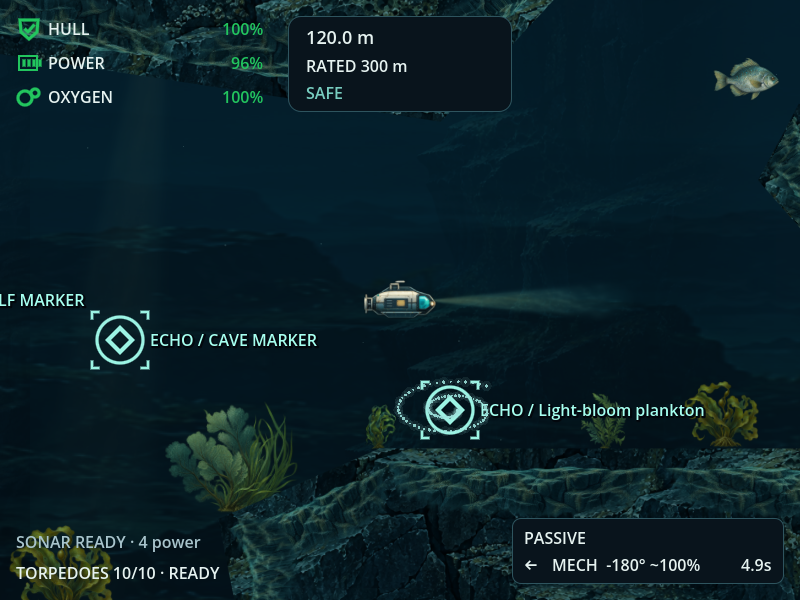 HULL 100%
POWER 96%
OXYGEN 100%
120.0 m
RATED 300 m
SAFE
LF MARKER
ECHO / CAVE MARKER
ECHO / Light-bloom plankton
SONAR READY · 4 power
TORPEDOES 10/10 · READY
PASSIVE
← MECH -180° ~100% 4.9s